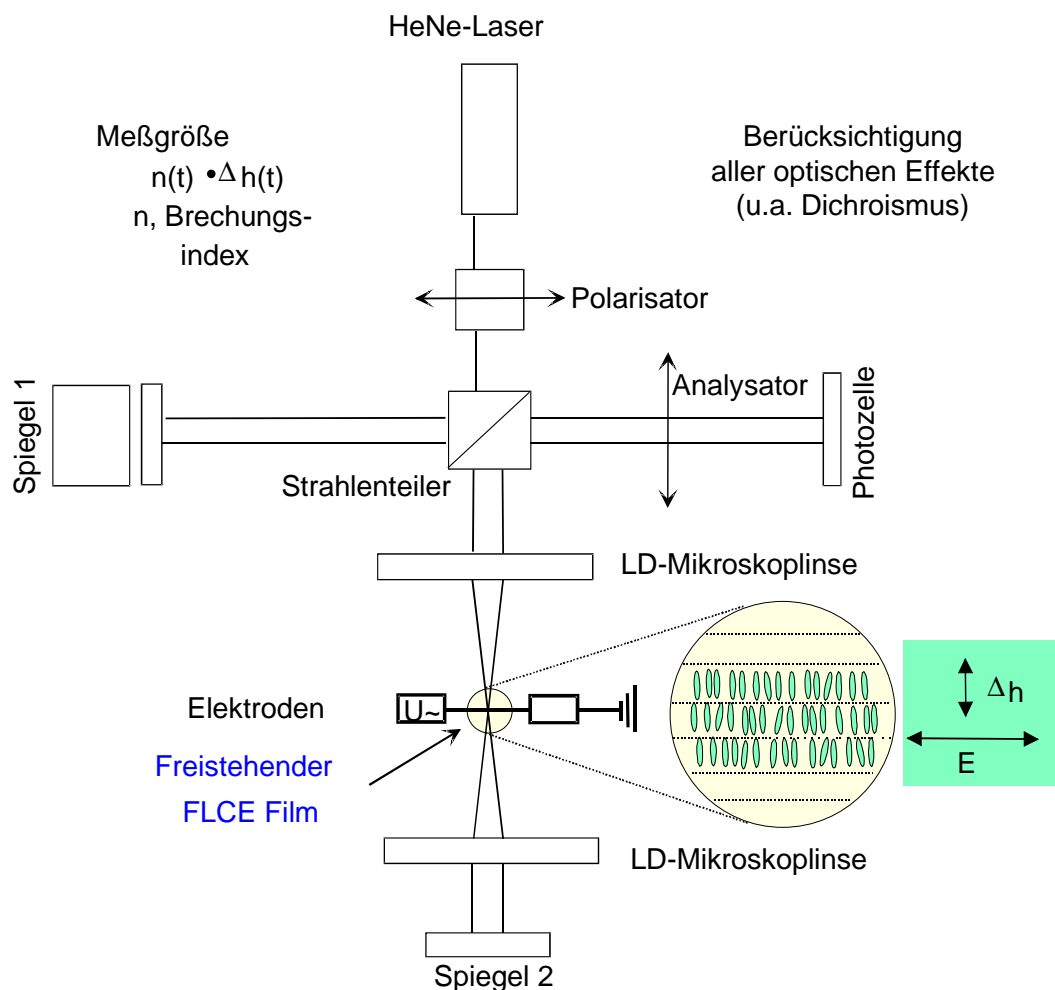 HeNe-Laser
Meßgröße
n(t) •Δh(t)
n, Brechungs-
index
Berücksichtigung
aller optischen Effekte
(u.a. Dichroismus)
Polarisator
Spiegel 1
Analysator
Photozelle
Strahlenteiler
LD-Mikroskoplinse
Elektroden
U~
Δh
E
Freistehender
FLCE Film
LD-Mikroskoplinse
Spiegel 2